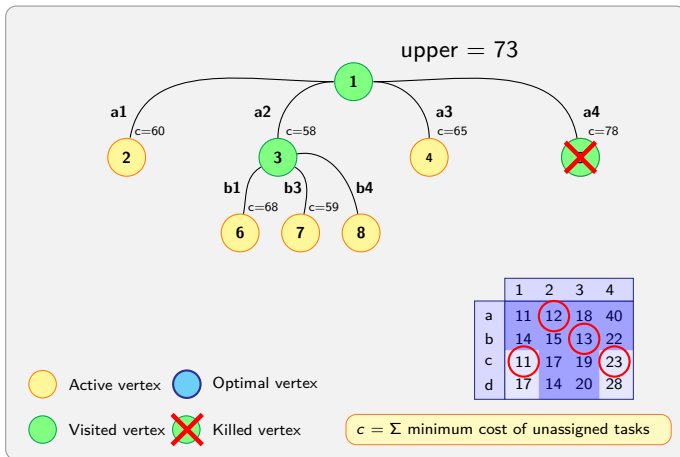 upper = 73
1
a1
a2
a3
a4
c=60
c=58
c=65
c=78
2
3
4
b1
b3
b4
c=68
c=59
6
7
8
1 2 3 4
a 11 12 18 40
b 14 15 13 22
c 11 17 19 23
d 17 14 20 28
Active vertex
Optimal vertex
Visited vertex
Killed vertex
c = Σ minimum cost of unassigned tasks